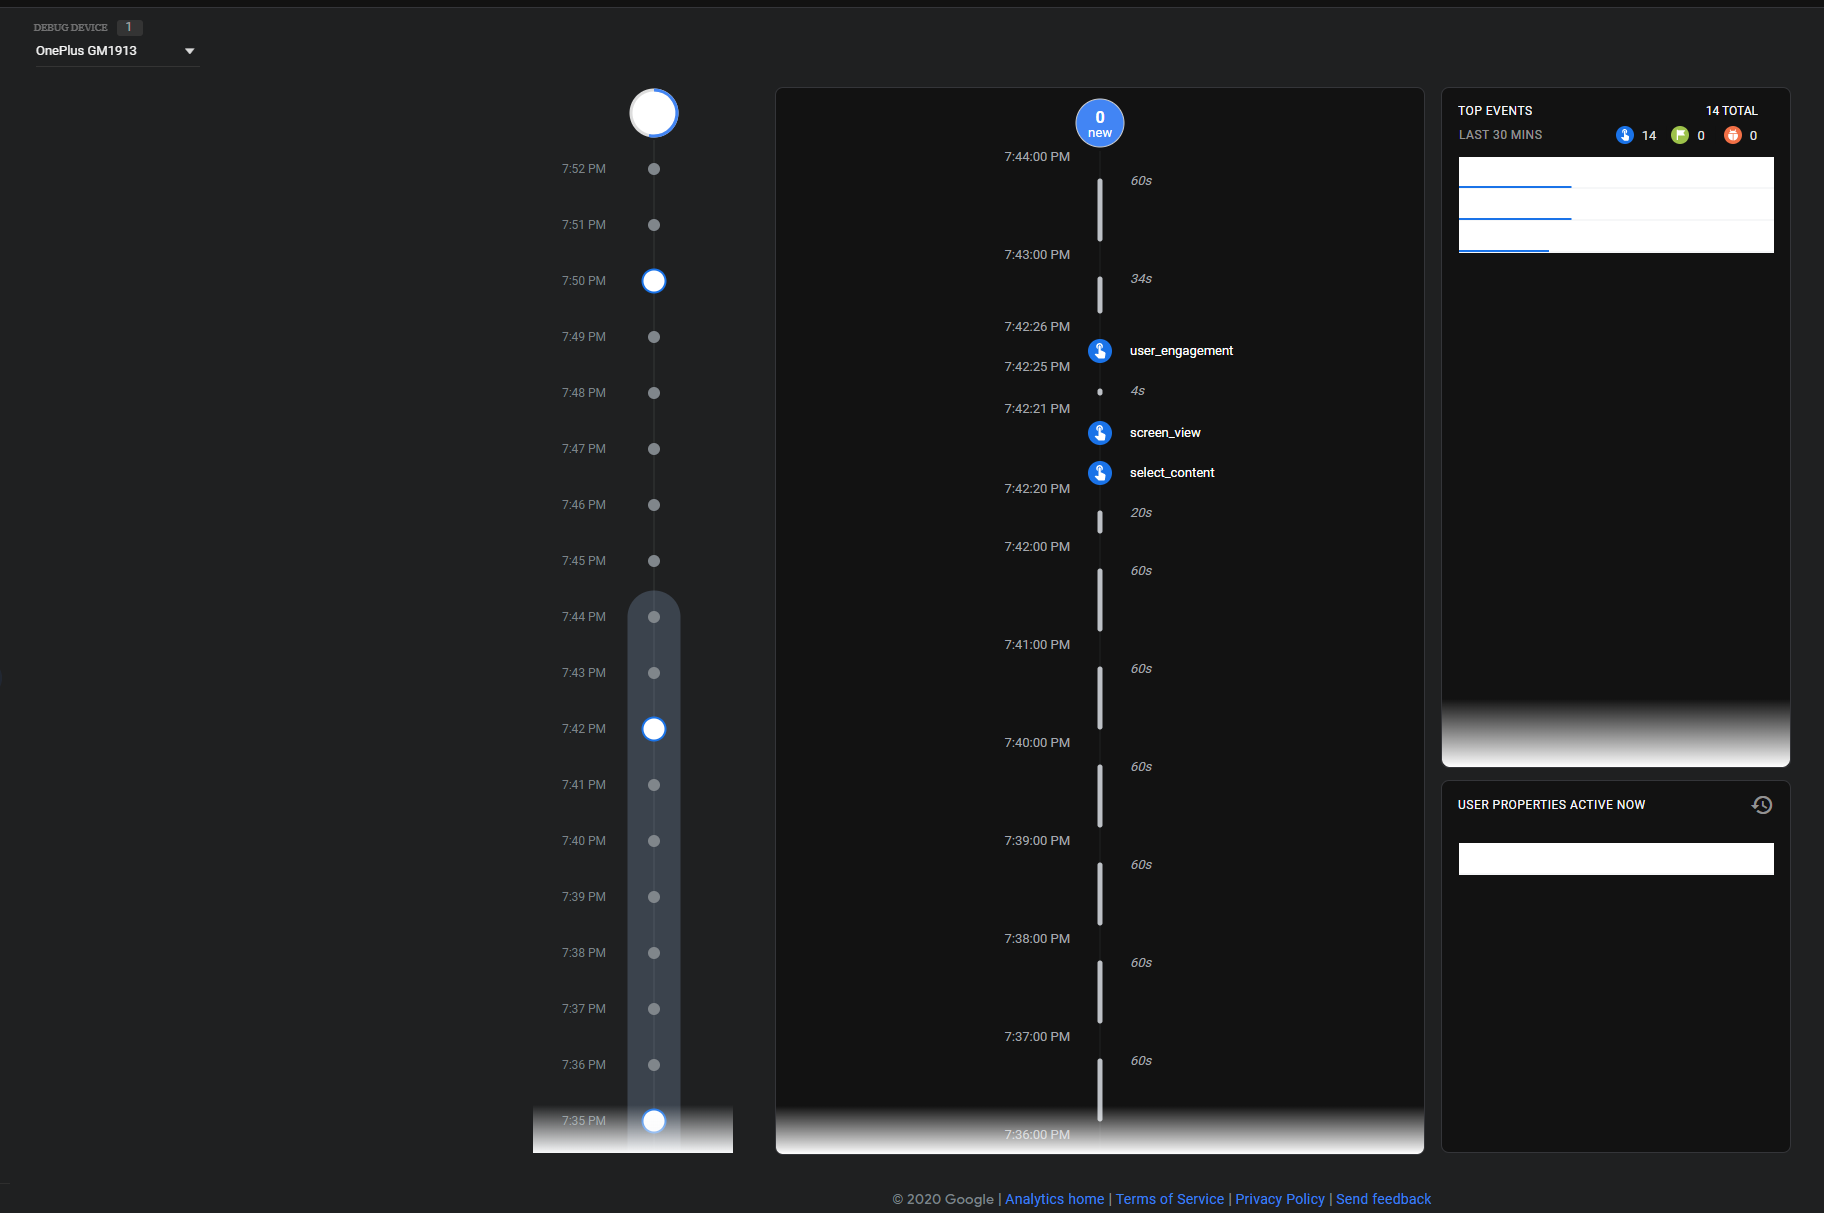 DEBUG DEVICE 1
OnePlus GM1913
7:52 PM
7:51 PM
7:50 PM
7:49 PM
7:48 PM
7:47 PM
7:46 PM
7:45 PM
7:44 PM
7:43 PM
7:42 PM
7:41 PM
7:40 PM
7:39 PM
7:38 PM
7:37 PM
7:36 PM
7:35 PM
0
new
7:44:00 PM
60s
7:43:00 PM
34s
7:42:26 PM
user_engagement
7:42:25 PM
4s
7:42:21 PM
screen_view
select_content
7:42:20 PM
20s
7:42:00 PM
60s
7:41:00 PM
60s
7:40:00 PM
60s
7:39:00 PM
60s
7:38:00 PM
60s
7:37:00 PM
60s
7:36:00 PM
TOP EVENTS 14 TOTAL
LAST 30 MINS 14 0 0
USER PROPERTIES ACTIVE NOW
© 2020 Google | Analytics home | Terms of Service | Privacy Policy | Send feedback